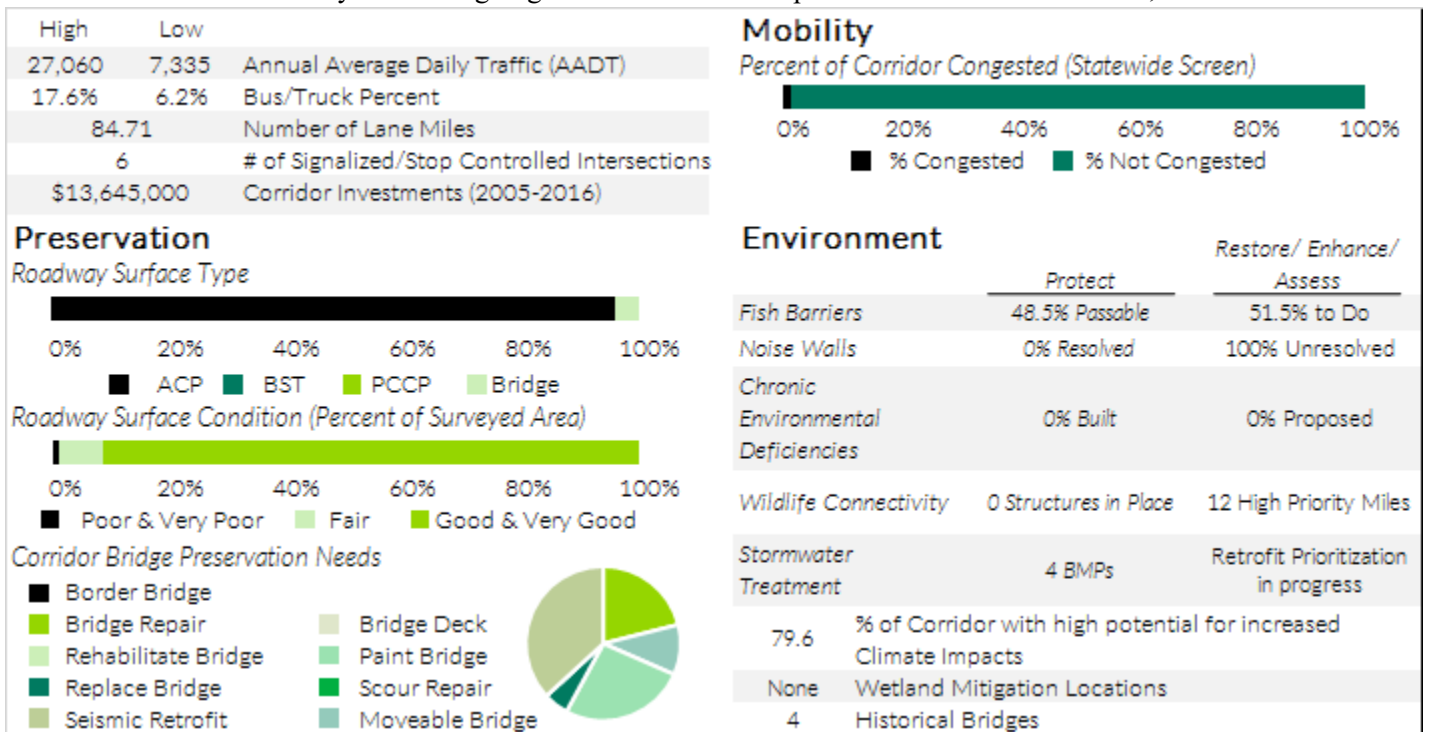 High Low
27,060 7,335 Annual Average Daily Traffic (AADT)
17.6% 6.2% Bus/Truck Percent
84.71 Number of Lane Miles
6 # of Signalized/Stop Controlled Intersections
$13,645,000 Corridor Investments (2005-2016)
Mobility
Percent of Corridor Congested (Statewide Screen)
0% 20% 40% 60% 80% 100%
% Congested % Not Congested
Preservation
Roadway Surface Type
0% 20% 40% 60% 80% 100%
ACP BST PCCP Bridge
Roadway Surface Condition (Percent of Surveyed Area)
0% 20% 40% 60% 80% 100%
Poor & Very Poor Fair Good & Very Good
Corridor Bridge Preservation Needs
Border Bridge
Bridge Repair Bridge Deck
Rehabilitate Bridge Paint Bridge
Replace Bridge Scour Repair
Seismic Retrofit Moveable Bridge
Environment
Restore/ Enhance/
Protect Assess
Fish Barriers 48.5% Passable 51.5% to Do
Noise Walls 0% Resolved 100% Unresolved
Chronic
Environmental 0% Built 0% Proposed
Deficiencies
Wildlife Connectivity 0 Structures in Place 12 High Priority Miles
Stormwater
Treatment 4 BMPs Retrofit Prioritization
in progress
79.6 % of Corridor with high potential for increased
Climate Impacts
None Wetland Mitigation Locations
4 Historical Bridges